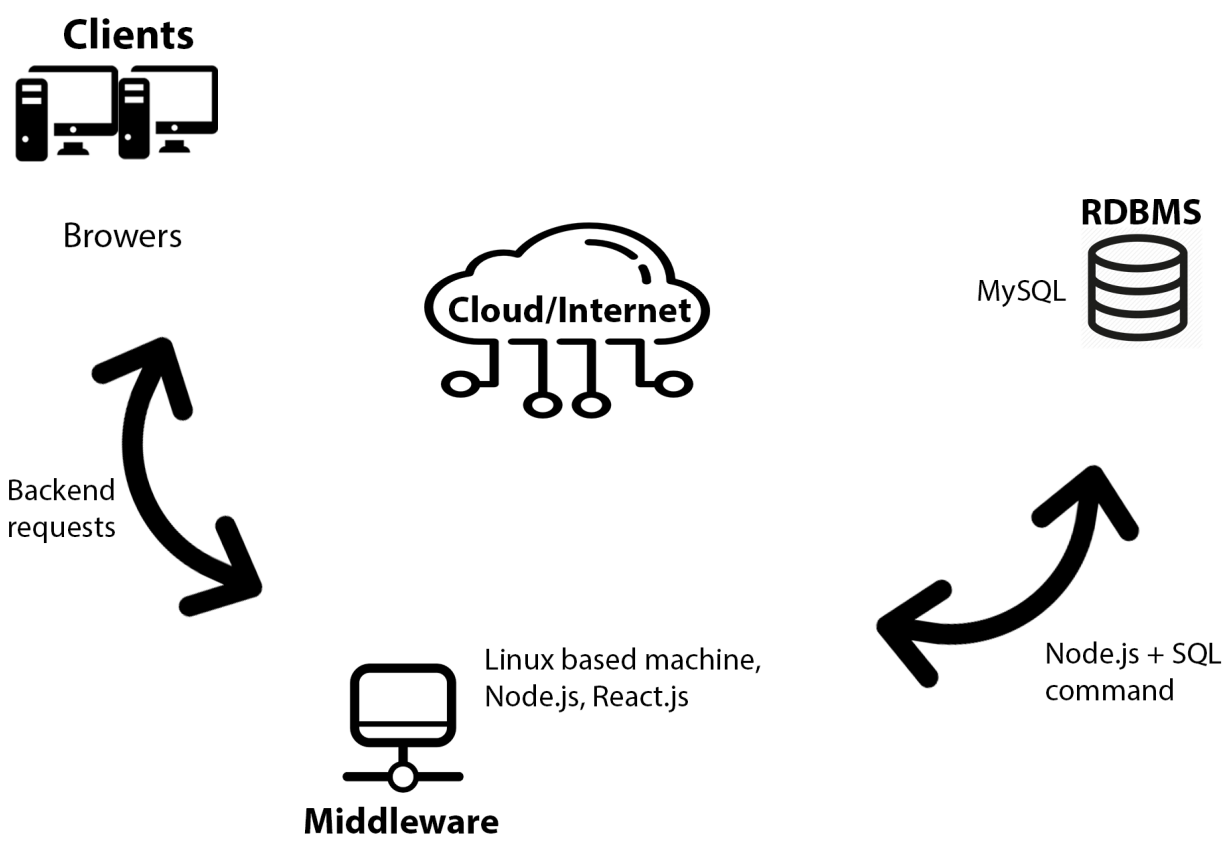 Clients
Browers
Cloud/Internet
RDBMS
MySQL
Backend
requests
Linux based machine,
Node.js, React.js
Node.js + SQL
command
Middleware